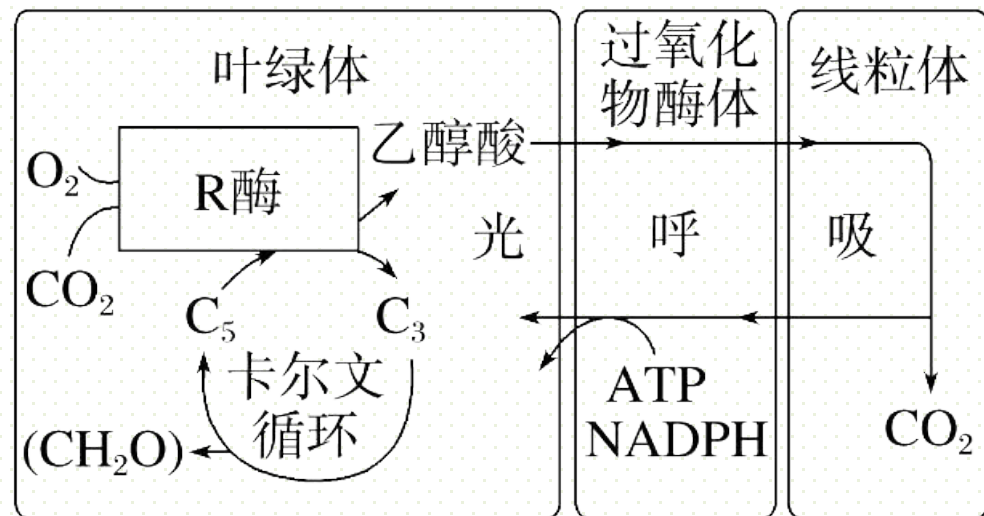 叶绿体
过氧化
物酶体
线粒体
O₂
R酶
乙醇酸
CO₂
光
呼
吸
C₅
C₃
卡尔文
循环
(CH₂O)
ATP
NADPH
CO₂